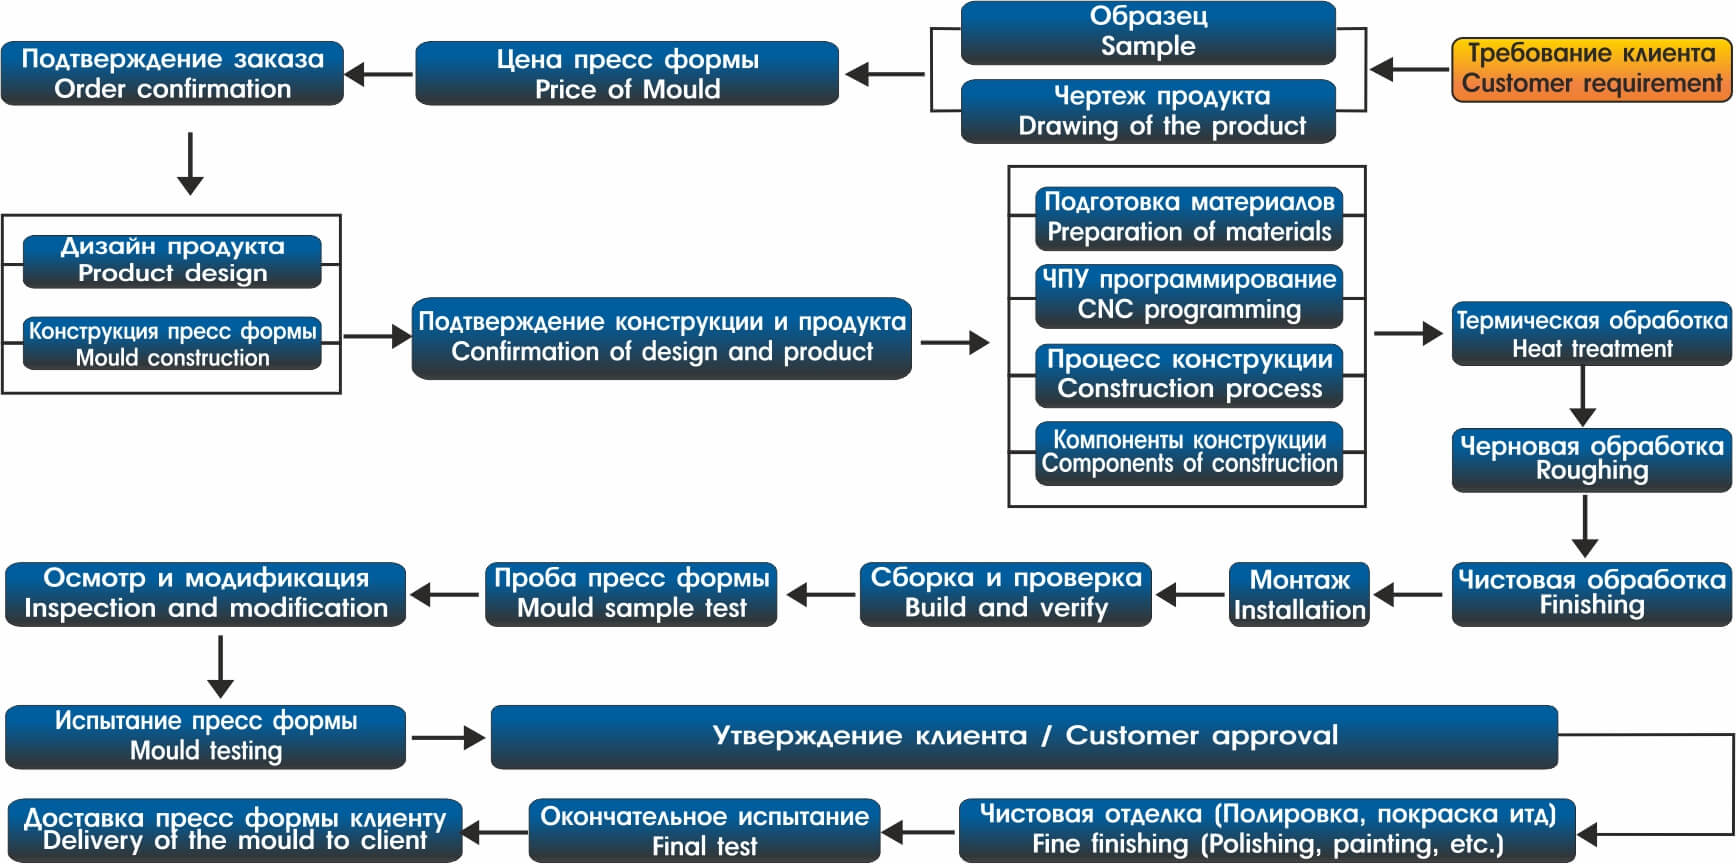 Требование клиента
Customer requirement
Образец
Sample
Чертеж продукта
Drawing of the product
Цена пресс формы
Price of Mould
Подтверждение заказа
Order confirmation
Дизайн продукта
Product design
Конструкция пресс формы
Mould construction
Подтверждение конструкции и продукта
Confirmation of design and product
Подготовка материалов
Preparation of materials
ЧПУ программирование
CNC programming
Процесс конструкции
Construction process
Компоненты конструкции
Components of construction
Термическая обработка
Heat treatment
Черновая обработка
Roughing
Чистовая обработка
Finishing
Монтаж
Installation
Сборка и проверка
Build and verify
Проба пресс формы
Mould sample test
Осмотр и модификация
Inspection and modification
Испытание пресс формы
Mould testing
Утверждение клиента / Customer approval
Чистовая отделка (Полировка, покраска итд)
Fine finishing (Polishing, painting, etc.)
Окончательное испытание
Final test
Доставка пресс формы клиенту
Delivery of the mould to client